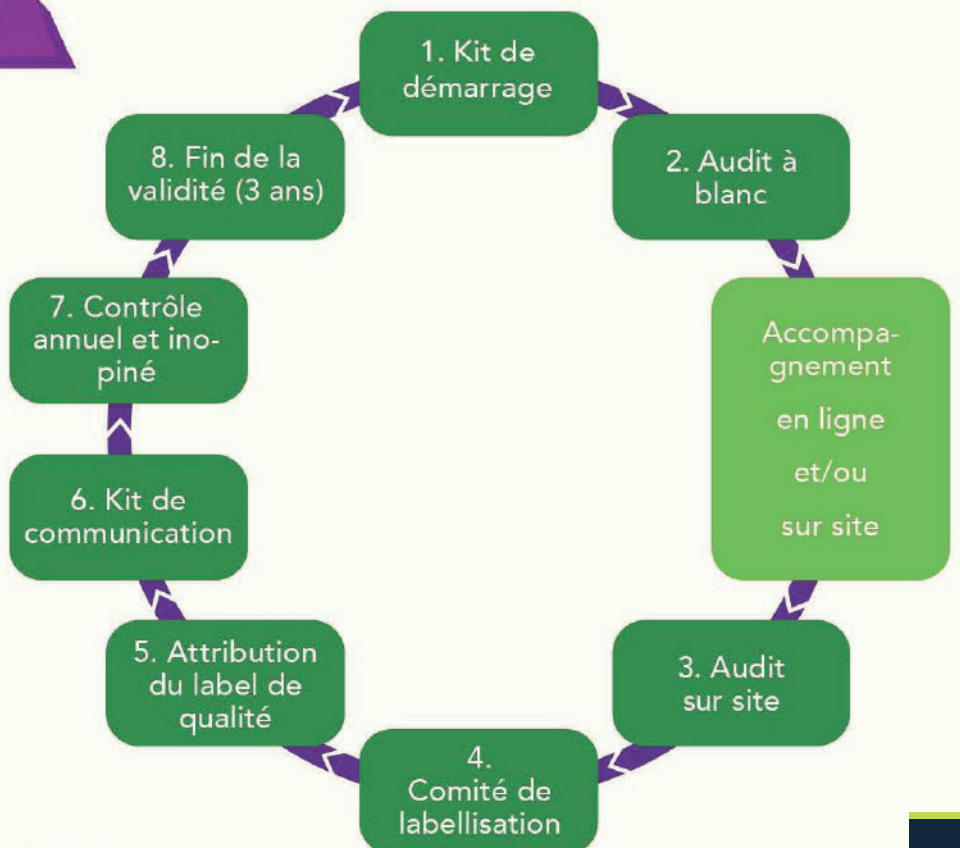 1. Kit de
démarrage
2. Audit à
blanc
Accompa-
gnement
en ligne
et/ou
sur site
3. Audit
sur site
4.
Comité de
labellisation
5. Attribution
du label de
qualité
6. Kit de
communication
7. Contrôle
annuel et ino-
piné
8. Fin de la
validité (3 ans)